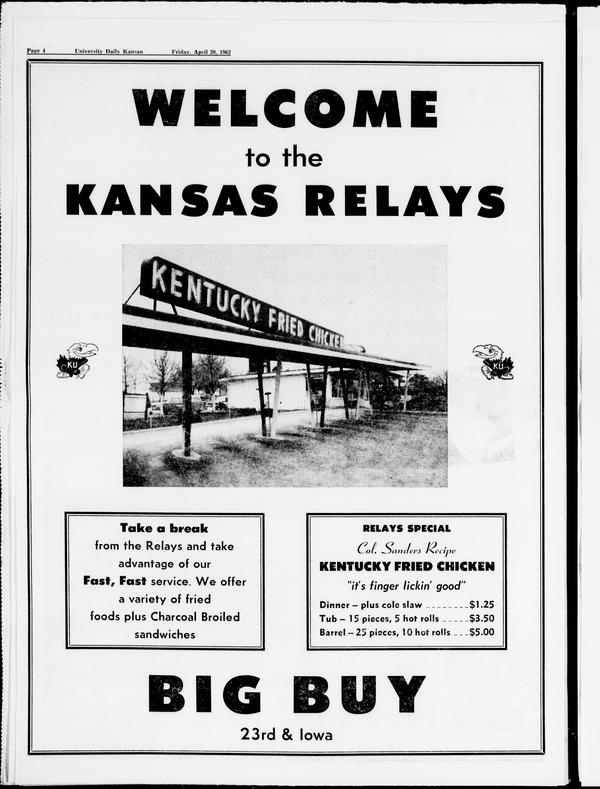 Page 4 University Daily Kansan Friday, April 20, 1962
WELCOME
to the
KANSAS RELAYS
KENTUCKY FRIED CHICKEN
KU
KU
Take a break
from the Relays and take
advantage of our
Fast, Fast service. We offer
a variety of fried
foods plus Charcoal Broiled
sandwiches
RELAYS SPECIAL
Col. Sanders Recipe
KENTUCKY FRIED CHICKEN
"it's finger lickin' good"
Dinner – plus cole slaw ________$1.25
Tub – 15 pieces, 5 hot rolls _____$3.50
Barrel – 25 pieces, 10 hot rolls ___$5.00
BIG BUY
23rd & Iowa